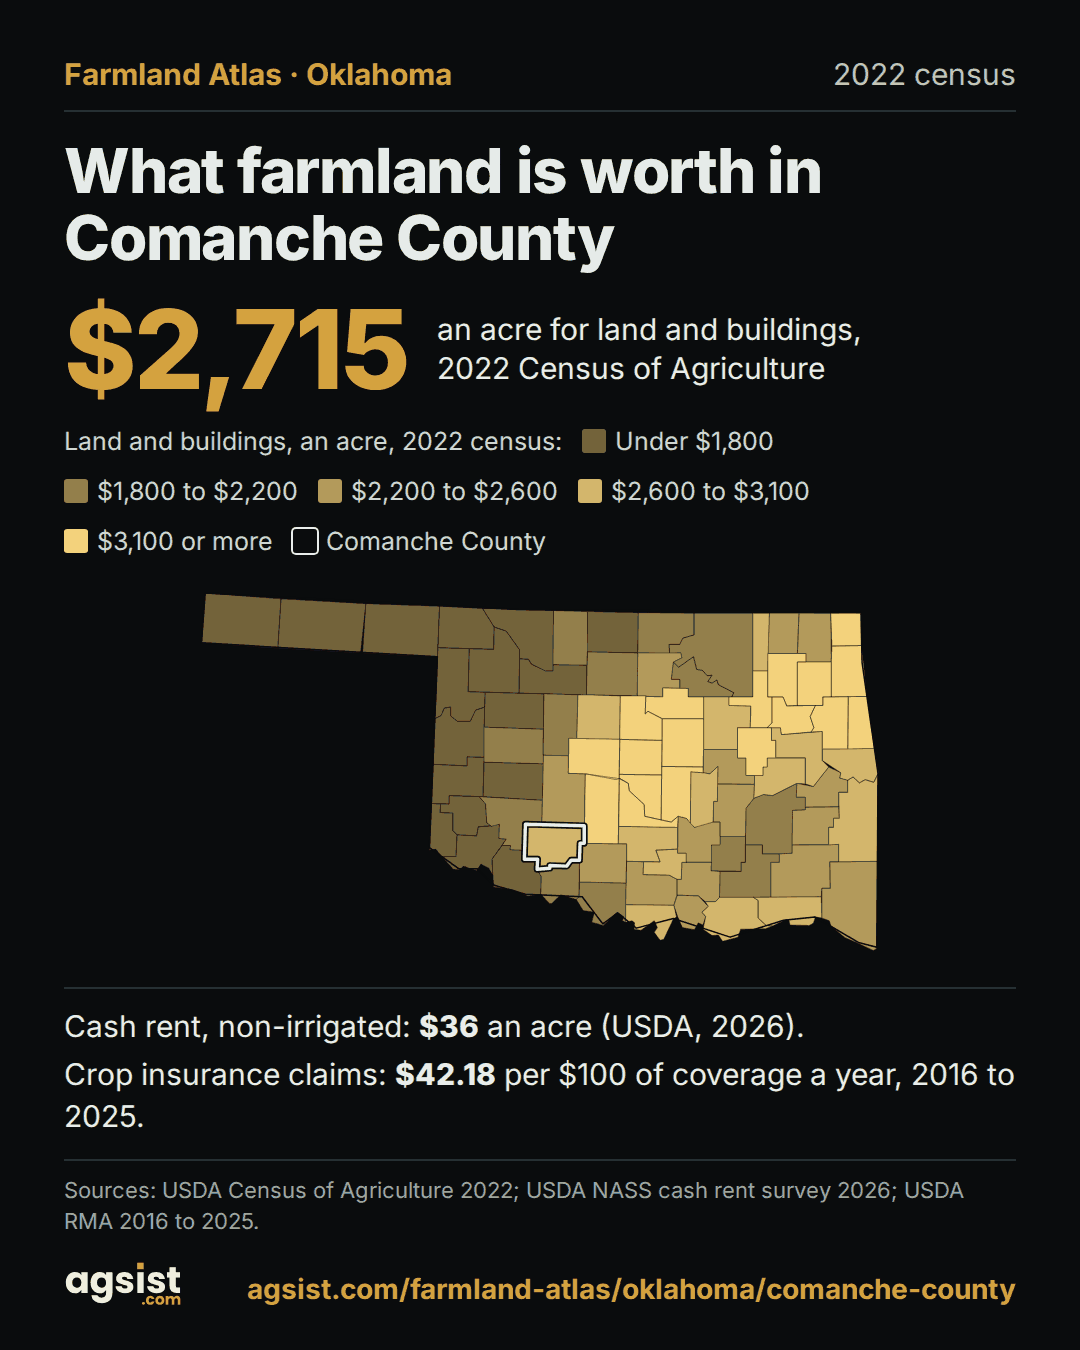 Farmland Atlas · Oklahoma
2022 census
What farmland is worth in
Comanche County
$2,715
an acre for land and buildings,
2022 Census of Agriculture
Land and buildings, an acre, 2022 census: Under $1,800
$1,800 to $2,200 $2,200 to $2,600 $2,600 to $3,100
$3,100 or more Comanche County
Cash rent, non-irrigated: $36 an acre (USDA, 2026).
Crop insurance claims: $42.18 per $100 of coverage a year, 2016 to
2025.
Sources: USDA Census of Agriculture 2022; USDA NASS cash rent survey 2026; USDA
RMA 2016 to 2025.
agsist
.com
agsist.com/farmland-atlas/oklahoma/comanche-county